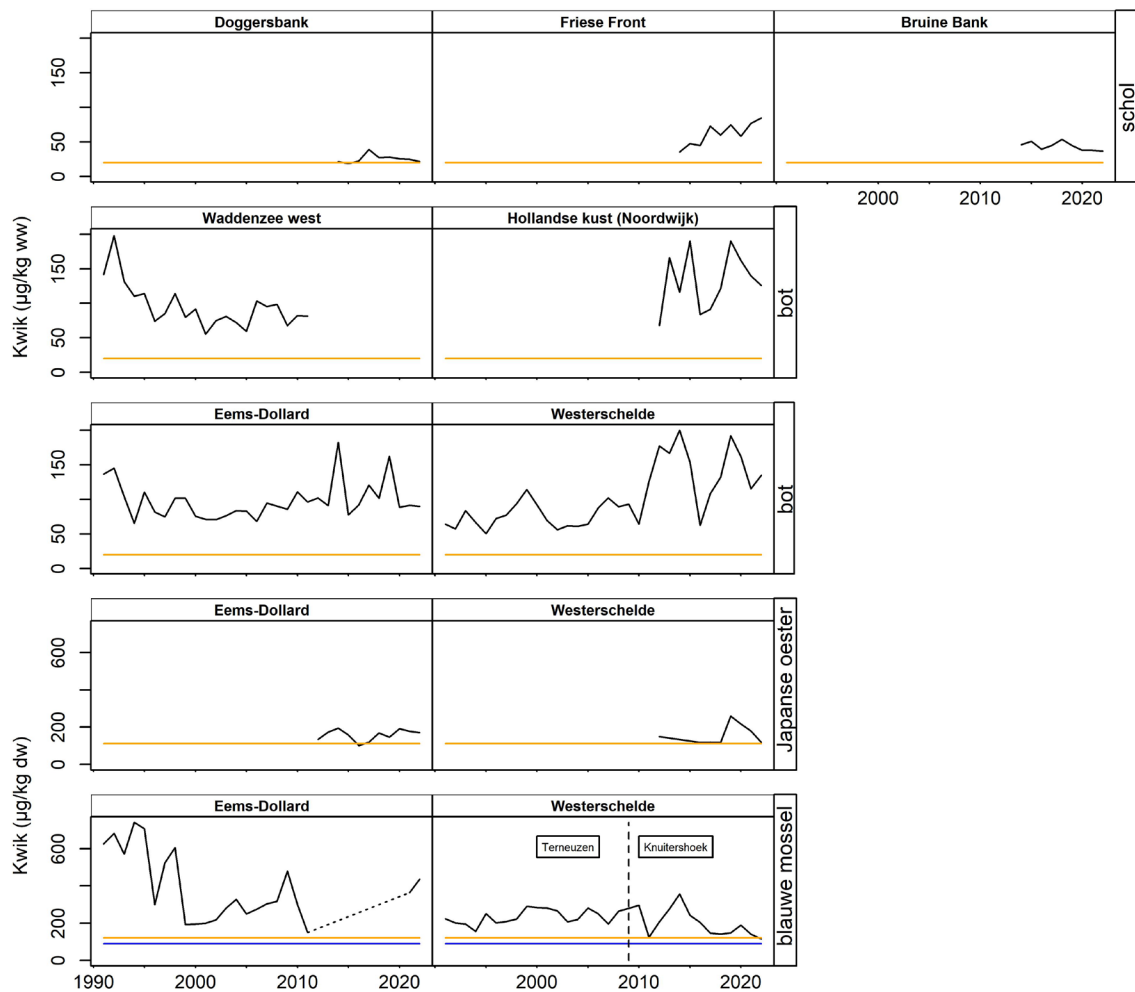 Doggersbank Friese Front Bruine Bank
150
50
0
schol
2000 2010 2020
Kwik (µg/kg ww)
Waddenzee west Hollandse kust (Noordwijk)
150
50
0
bot
Eems-Dollard Westerschelde
150
50
0
bot
Kwik (µg/kg dw)
Eems-Dollard Westerschelde
600
200
0
Japanse oester
Eems-Dollard Westerschelde
Terneuzen Knuitershoek
600
200
0
blauwe mossel
1990 2000 2010 2020 2000 2010 2020